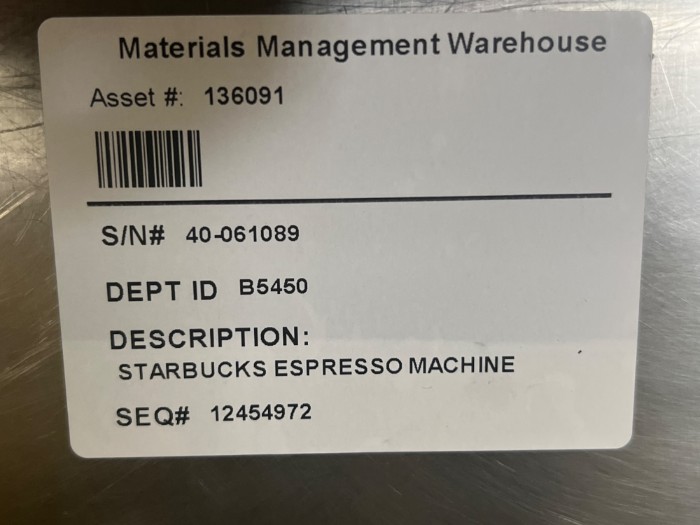 Materials Management Warehouse
Asset #: 136091
S/N# 40-061089
DEPT ID B5450
DESCRIPTION:
STARBUCKS ESPRESSO MACHINE
SEQ# 12454972